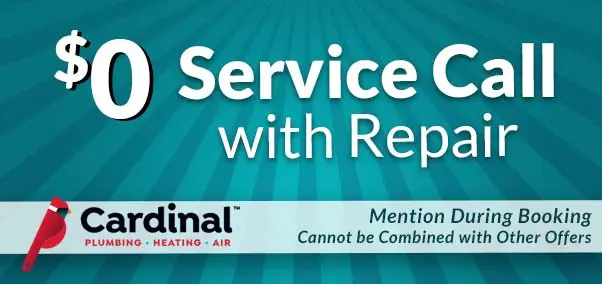 $0 Service Call
with Repair
Cardinal™
PLUMBING · HEATING · AIR
Mention During Booking
Cannot be Combined with Other Offers